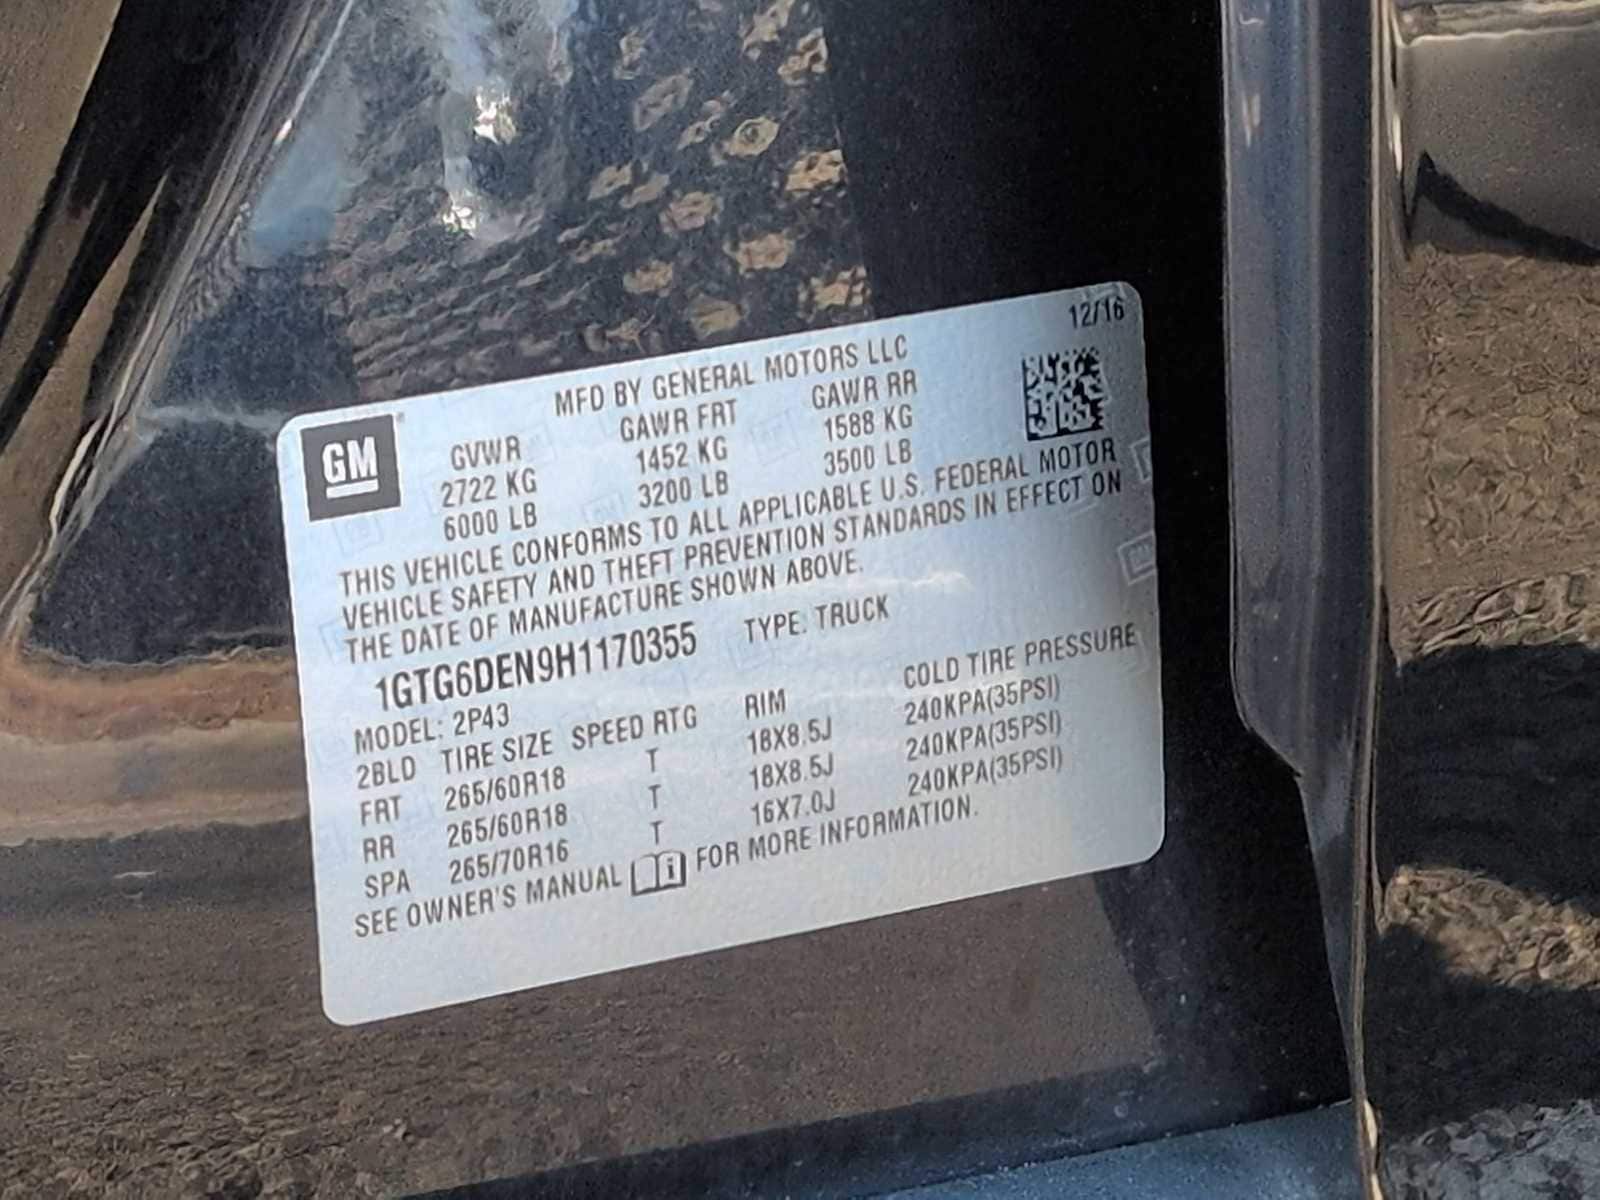 12/16
MFD BY GENERAL MOTORS LLC
GM
GVWR GAWR FRT GAWR RR
2722 KG 1452 KG 1588 KG
6000 LB 3200 LB 3500 LB
THIS VEHICLE CONFORMS TO ALL APPLICABLE U.S. FEDERAL MOTOR
VEHICLE SAFETY AND THEFT PREVENTION STANDARDS IN EFFECT ON
THE DATE OF MANUFACTURE SHOWN ABOVE.
1GTG6DEN9H1170355 TYPE: TRUCK
MODEL: 2P43
2BLD TIRE SIZE SPEED RTG RIM COLD TIRE PRESSURE
FRT 265/60R18 T 18X8.5J 240KPA(35PSI)
RR 265/60R18 T 18X8.5J 240KPA(35PSI)
SPA 265/70R16 T 16X7.0J 240KPA(35PSI)
SEE OWNER'S MANUAL i FOR MORE INFORMATION.